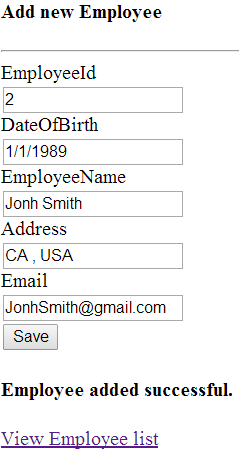 Add new Employee
EmployeeId
2
DateOfBirth
1/1/1989
EmployeeName
Jonh Smith
Address
CA , USA
Email
JonhSmith@gmail.com
Save
Employee added successful.
View Employee list